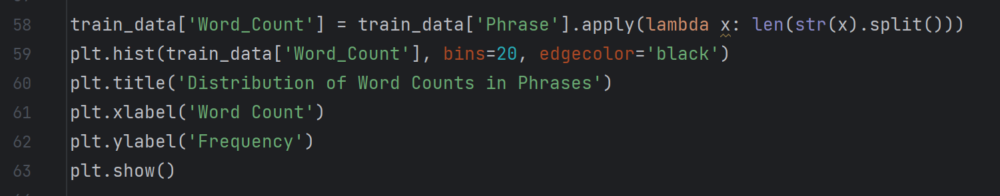 58 train_data['Word_Count'] = train_data['Phrase'].apply(lambda x: len(str(x).split()))
59 plt.hist(train_data['Word_Count'], bins=20, edgecolor='black')
60 plt.title('Distribution of Word Counts in Phrases')
61 plt.xlabel('Word Count')
62 plt.ylabel('Frequency')
63 plt.show()